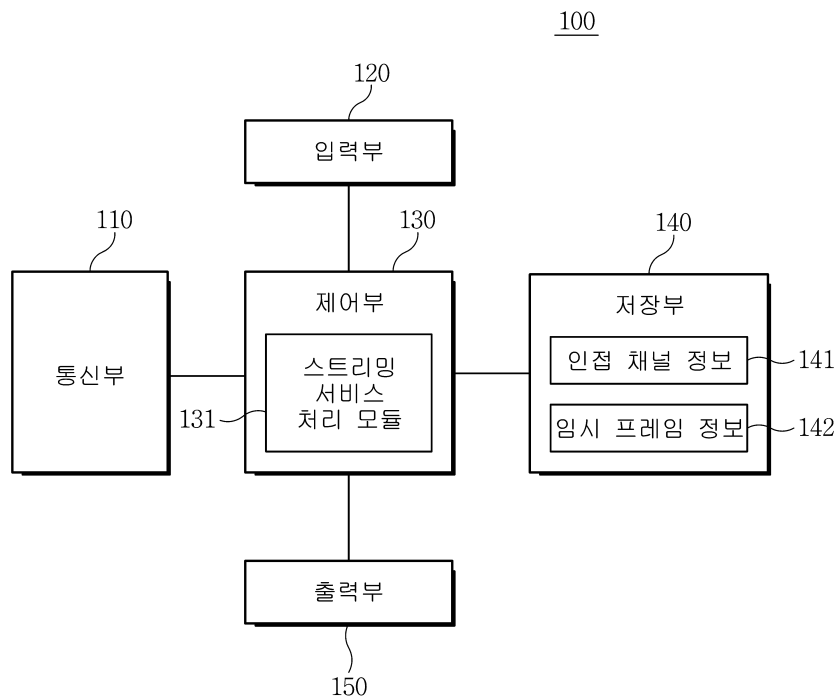 100
120
입력부
110
130
140
통신부
제어부
스트리밍
서비스
처리 모듈
131
저장부
인접 채널 정보
141
임시 프레임 정보
142
출력부
150